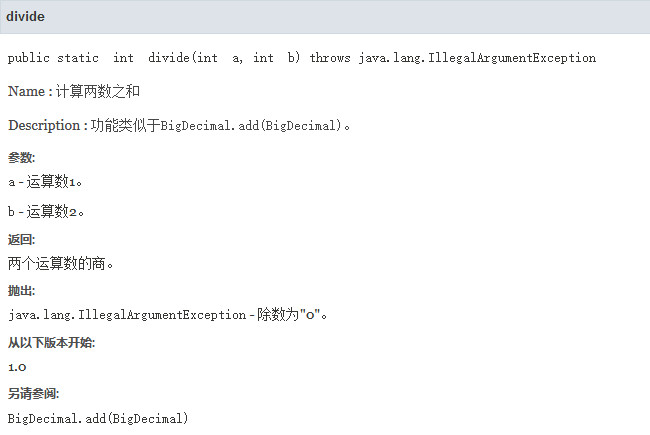 divide
public static  int  divide(int  a, int  b) throws java.lang.IllegalArgumentException
Name : 计算两数之和
Description : 功能类似于BigDecimal.add(BigDecimal)。
参数:
a - 运算数1。
b - 运算数2。
返回:
两个运算数的商。
抛出:
java.lang.IllegalArgumentException - 除数为"0"。
从以下版本开始:
1.0
另请参阅:
BigDecimal.add(BigDecimal)